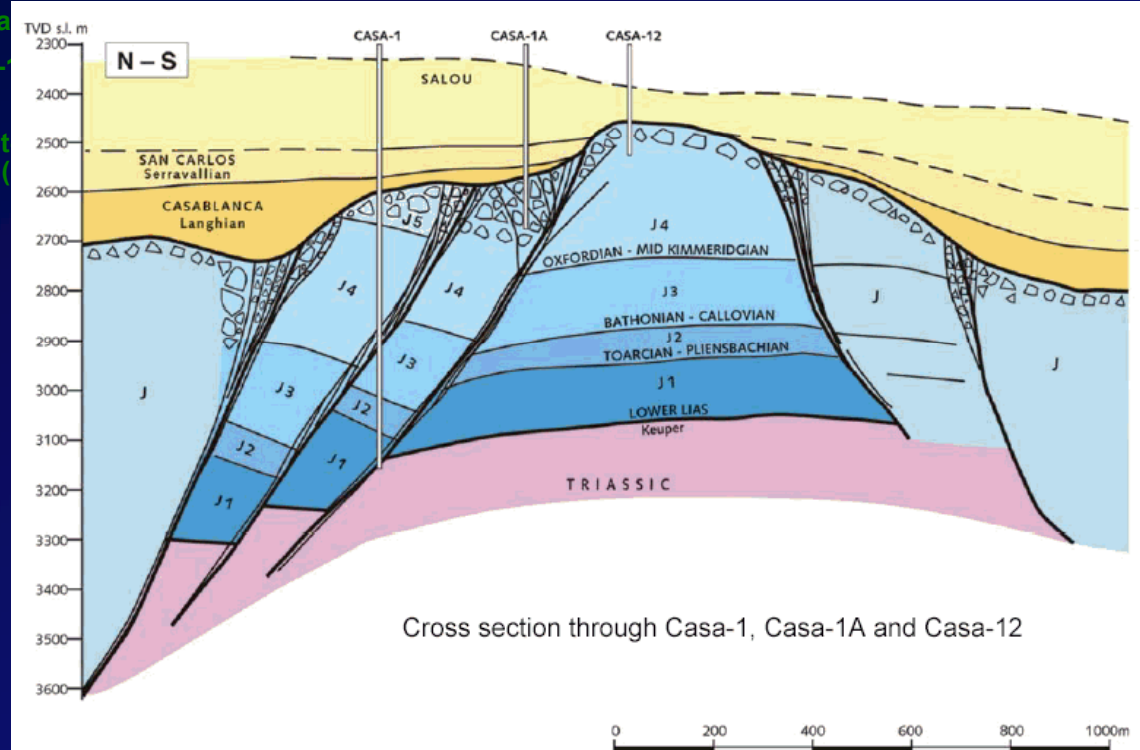 TVD s.l. m
2300
2400
2500
2600
2700
2800
2900
3000
3100
3200
3300
3400
3500
3600
N – S
CASA-1
CASA-1A
CASA-12
SALOU
SAN CARLOS
Serravallian
CASABLANCA
Langhian
J5
J4
J4
J4
OXFORDIAN - MID KIMMERIDGIAN
J3
BATHONIAN - CALLOVIAN
J2
TOARCIAN - PLIENSBACHIAN
J1
LOWER LIAS
Keuper
TRIASSIC
J
J3
J2
J1
J3
J2
J1
J
J
Cross section through Casa-1, Casa-1A and Casa-12
0 200 400 600 800 1000m